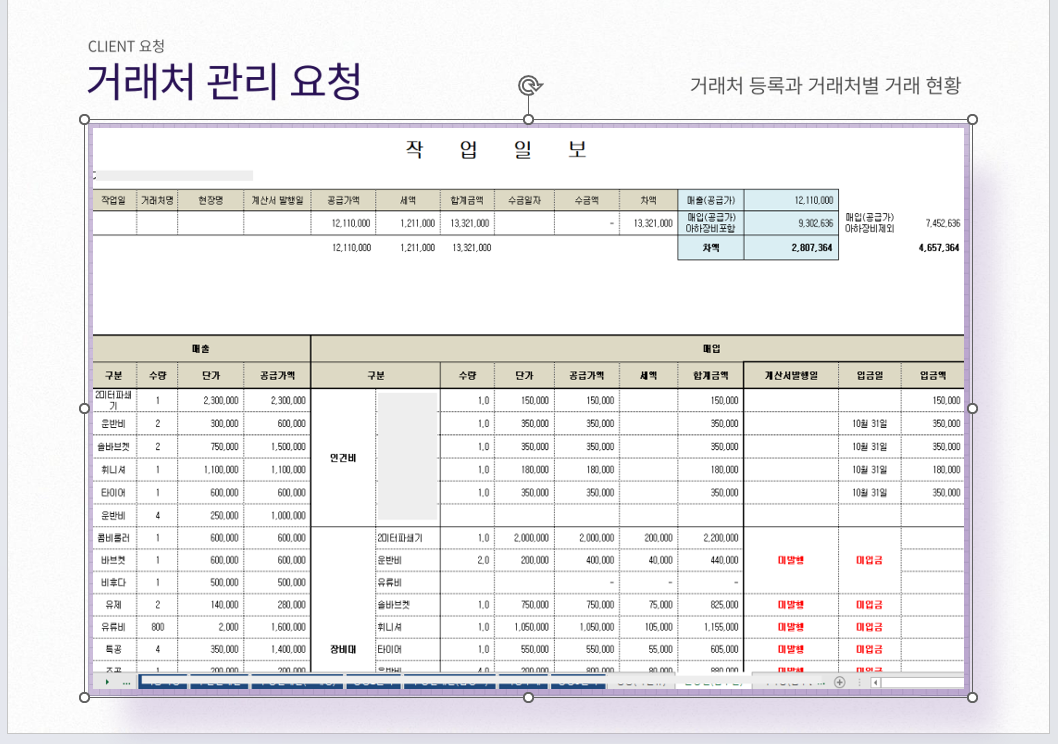 CLIENT 요청
거래처 관리 요청
거래처 등록과 거래처별 거래 현황
작 업 일 보
작업일 거래처명 현장명 계산서 발행일 공급가액 세액 합계금액 수금일자 수금액 차액 매출(공급가) 12,110,000
12,110,000 1,211,000 13,321,000 - 13,321,000 매입(공급가) 아하장비포함 9,302,636 매입(공급가) 아하장비제외 7,452,636
12,110,000 1,211,000 13,321,000 차액 2,807,364 4,657,364
매출 매입
구분 수량 단가 공급가액 구분 수량 단가 공급가액 세액 합계금액 계산서발행일 입금일 입금액
2미터파쇄기 1 2,300,000 2,300,000 인건비 1.0 150,000 150,000 150,000 150,000
운반비 2 300,000 600,000 1.0 350,000 350,000 350,000 10월 31일 350,000
솔바브켓 2 750,000 1,500,000 1.0 350,000 350,000 350,000 10월 31일 350,000
휘니셔 1 1,100,000 1,100,000 1.0 180,000 180,000 180,000 10월 31일 180,000
타이어 1 600,000 600,000 1.0 350,000 350,000 350,000 10월 31일 350,000
운반비 4 250,000 1,000,000
콤비롤러 1 600,000 600,000 장비대 2미터파쇄기 1.0 2,000,000 2,000,000 200,000 2,200,000
바브켓 1 600,000 600,000 운반비 2.0 200,000 400,000 40,000 440,000 미발행 미입금
비후다 1 500,000 500,000 유류비 - - -
유제 2 140,000 280,000 솔바브켓 1.0 750,000 750,000 75,000 825,000 미발행 미입금
유류비 800 2,000 1,600,000 휘니셔 1.0 1,050,000 1,050,000 105,000 1,155,000 미발행 미입금
특공 4 350,000 1,400,000 타이어 1.0 550,000 550,000 55,000 605,000 미발행 미입금
조공 1 200,000 200,000 운반비 4.0 200,000 800,000 80,000 880,000 미발행 미입금